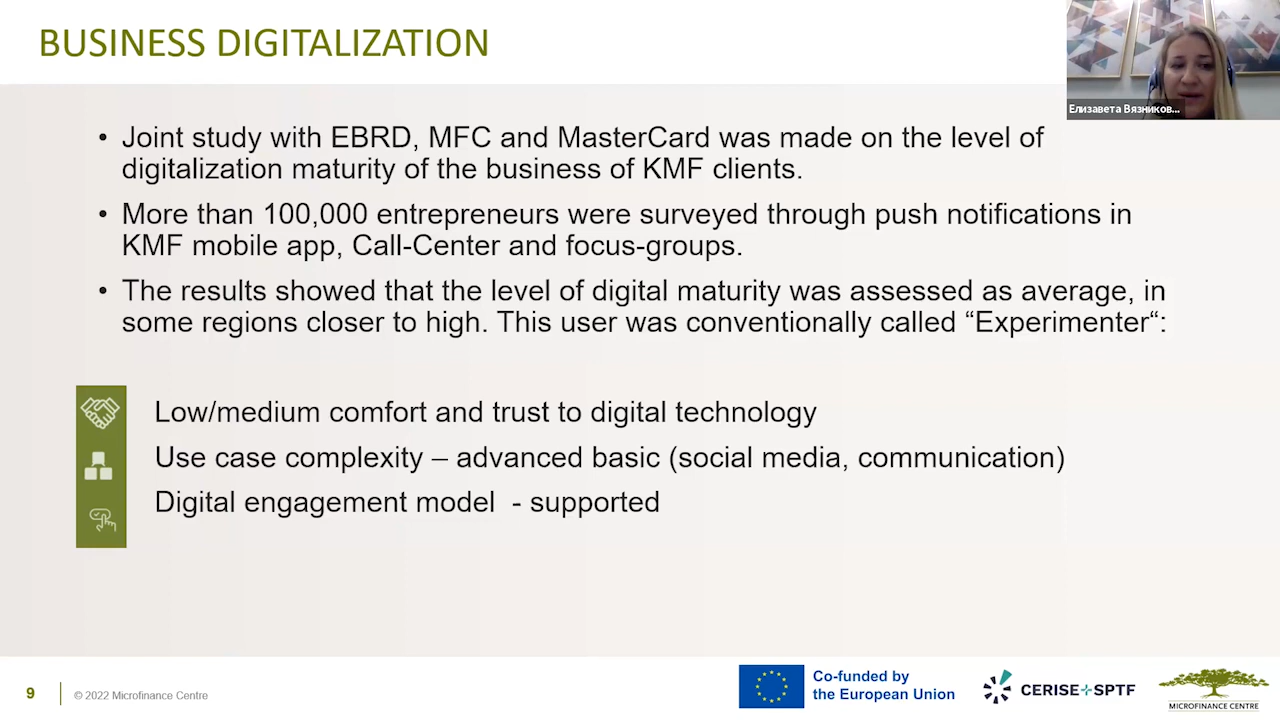 BUSINESS DIGITALIZATION
Елизавета Вязников...
• Joint study with EBRD, MFC and MasterCard was made on the level of
digitalization maturity of the business of KMF clients.
• More than 100,000 entrepreneurs were surveyed through push notifications in
KMF mobile app, Call-Center and focus-groups.
• The results showed that the level of digital maturity was assessed as average, in
some regions closer to high. This user was conventionally called “Experimenter“:
Low/medium comfort and trust to digital technology
Use case complexity – advanced basic (social media, communication)
Digital engagement model  - supported
9
© 2022 Microfinance Centre
Co-funded by
the European Union
CERISE+SPTF
MICROFINANCE CENTRE